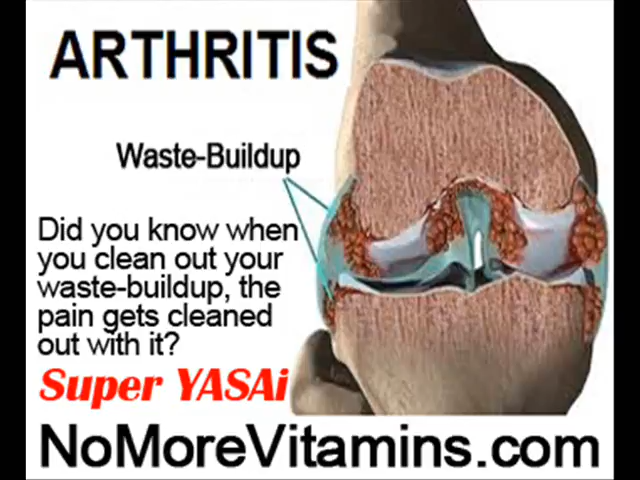 ARTHRITIS
Waste-Buildup
Did you know when
you clean out your
waste-buildup, the
pain gets cleaned
out with it?
Super YASAi
NoMoreVitamins.com